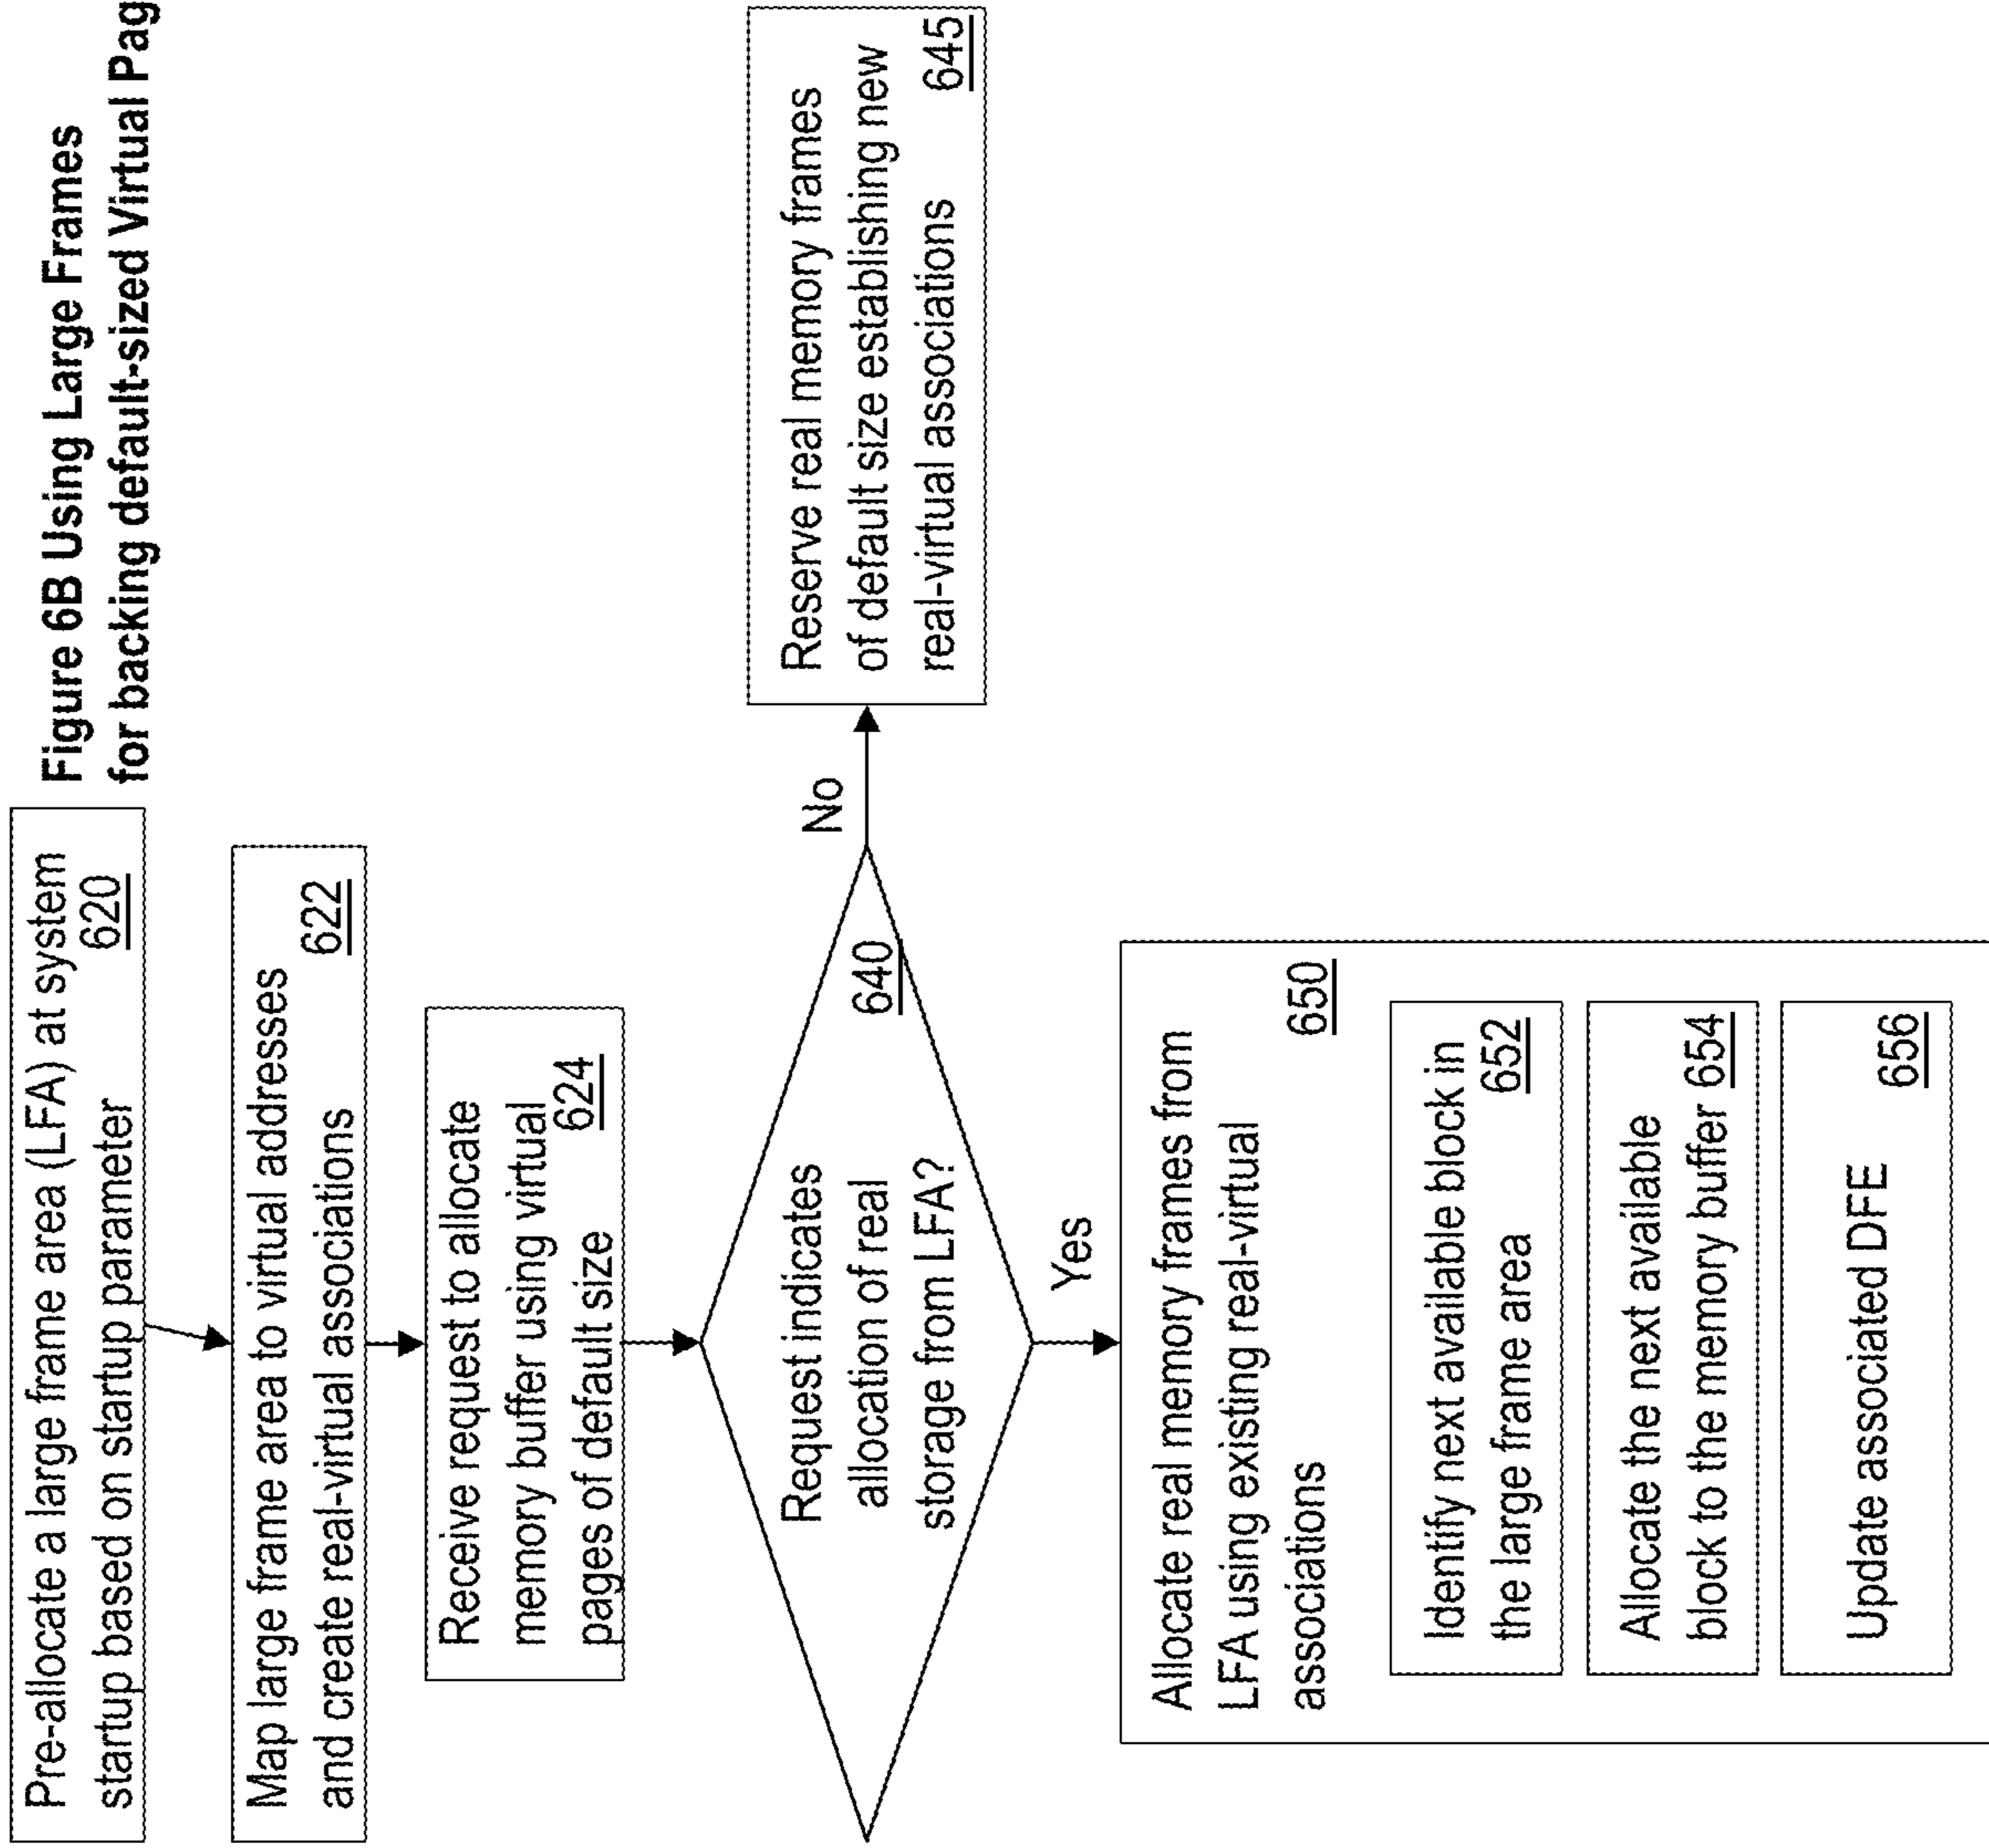 Figure 6B Using Large Frames
for backing default-sized Virtual Pag
Pre-allocate a large frame area (LFA) at system
startup based on startup parameter 620
Map large frame area to virtual addresses
and create real-virtual associations 622
Receive request to allocate
memory buffer using virtual
pages of default size 624
Request indicates 640
allocation of real
storage from LFA?
No
Reserve real memory frames
of default size establishing new
real-virtual associations 645
Yes
Allocate real memory frames from
LFA using existing real-virtual
associations 650
Identify next available block in
the large frame area 652
Allocate the next available
block to the memory buffer 654
Update associated DFE 656